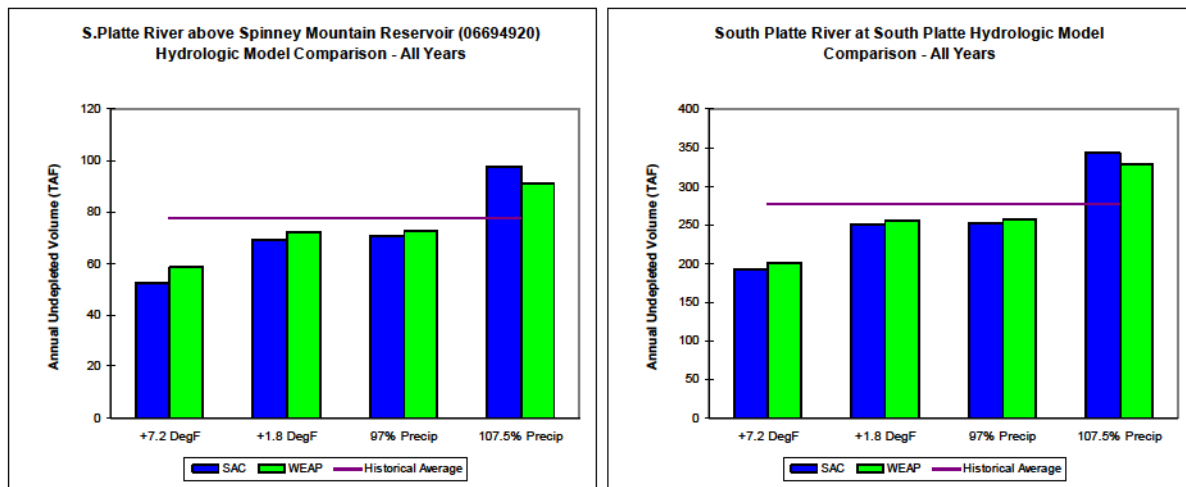 S.Platte River above Spinney Mountain Reservoir (06694920)
Hydrologic Model Comparison - All Years
Annual Undepleted Volume (TAF)
120
100
80
60
40
20
0
+7.2 DegF
+1.8 DegF
97% Precip
107.5% Precip
SAC
WEAP
Historical Average
South Platte River at South Platte Hydrologic Model
Comparison - All Years
Annual Undepleted Volume (TAF)
400
350
300
250
200
150
100
50
0
+7.2 DegF
+1.8 DegF
97% Precip
107.5% Precip
SAC
WEAP
Historical Average